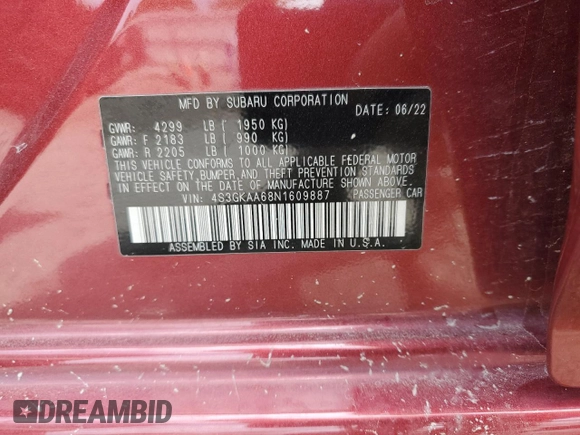 MFD BY SUBARU CORPORATION
DATE: 06/22
GVWR: 4299 LB ( 1950 KG)
GAWR: F 2183 LB ( 990 KG)
GAWR: R 2205 LB ( 1000 KG)
THIS VEHICLE CONFORMS TO ALL APPLICABLE FEDERAL MOTOR
VEHICLE SAFETY, BUMPER, AND THEFT PREVENTION STANDARDS
IN EFFECT ON THE DATE OF MANUFACTURE SHOWN ABOVE.
VIN: 4S3GKAA68N1609887 PASSENGER CAR
ASSEMBLED BY SIA INC. MADE IN U.S.A.
DREAMBID